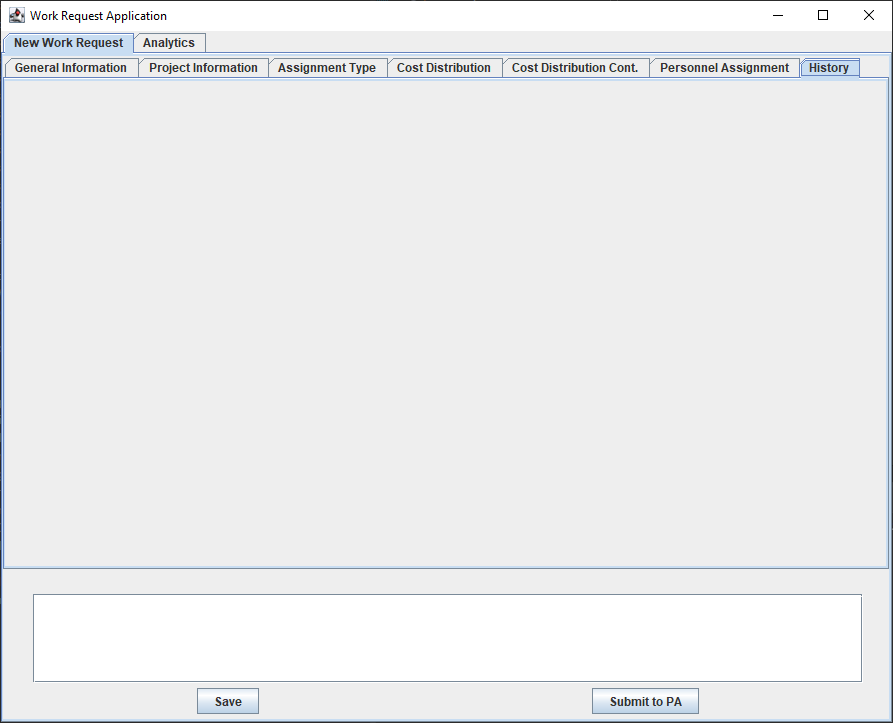 Work Request Application
New Work Request Analytics
General Information Project Information Assignment Type Cost Distribution Cost Distribution Cont. Personnel Assignment History
Save Submit to PA